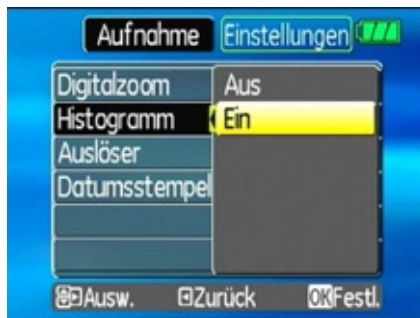 Aufnahme Einstellungen
Digitalzoom Aus
Histogramm Ein
Auslöser
Datumsstempel
Ausw. Zurück OK Festl.